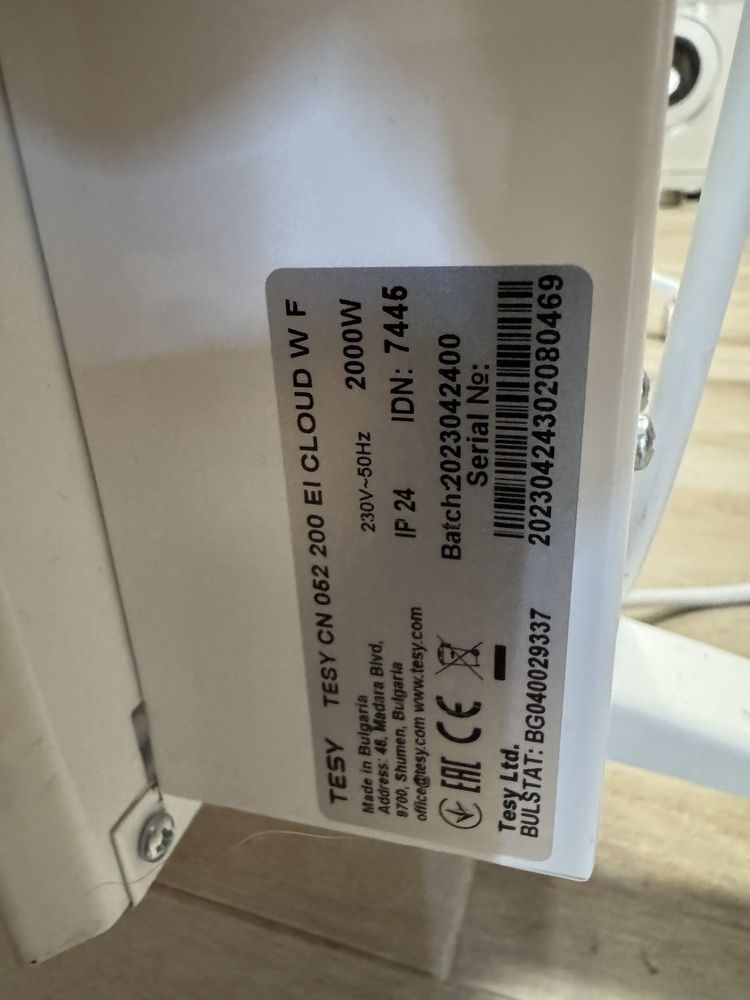 TESY TESY CN 052 200 EI CLOUD W F
Made in Bulgaria
Address: 48, Madara Blvd,
9700, Shumen, Bulgaria
office@tesy.com www.tesy.com
230V~50Hz 2000W
IP 24 IDN: 7446
Batch:2023042400
Serial №:
20230424302080469
EAC CE
Tesy Ltd.
BULSTAT: BG040029337